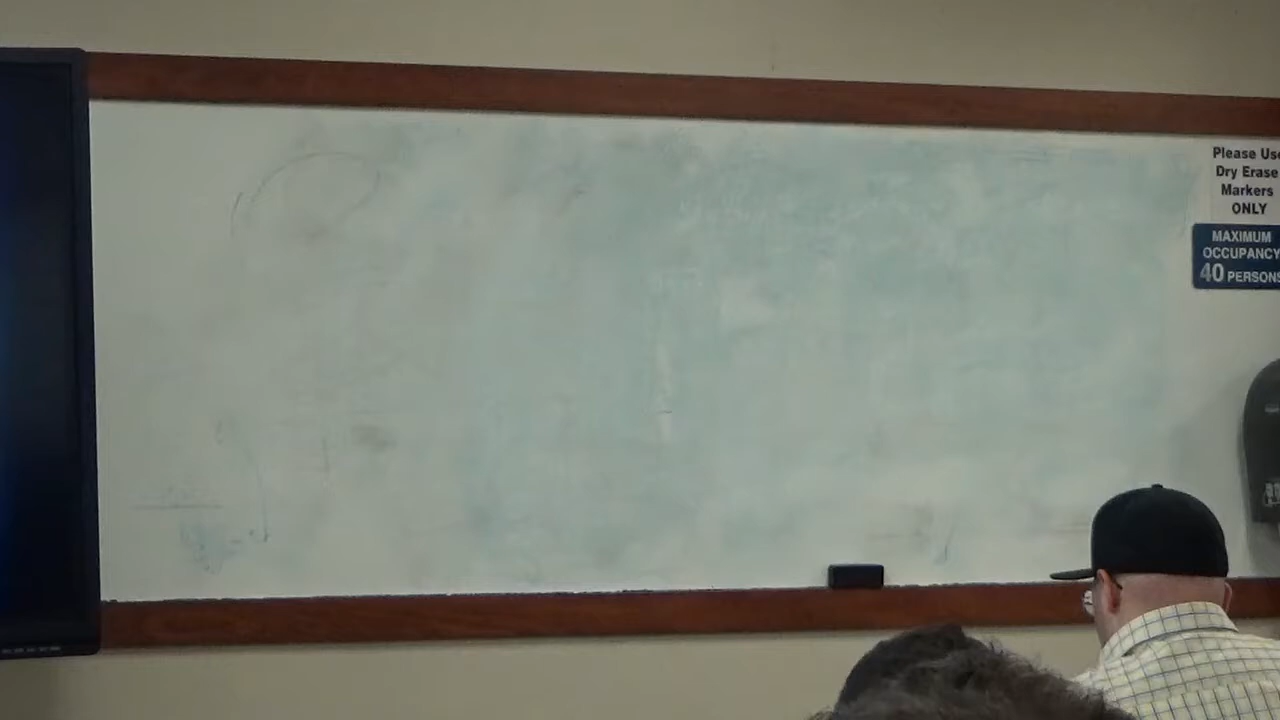 Please Use
Dry Erase
Markers
ONLY
MAXIMUM
OCCUPANCY
40 PERSONS